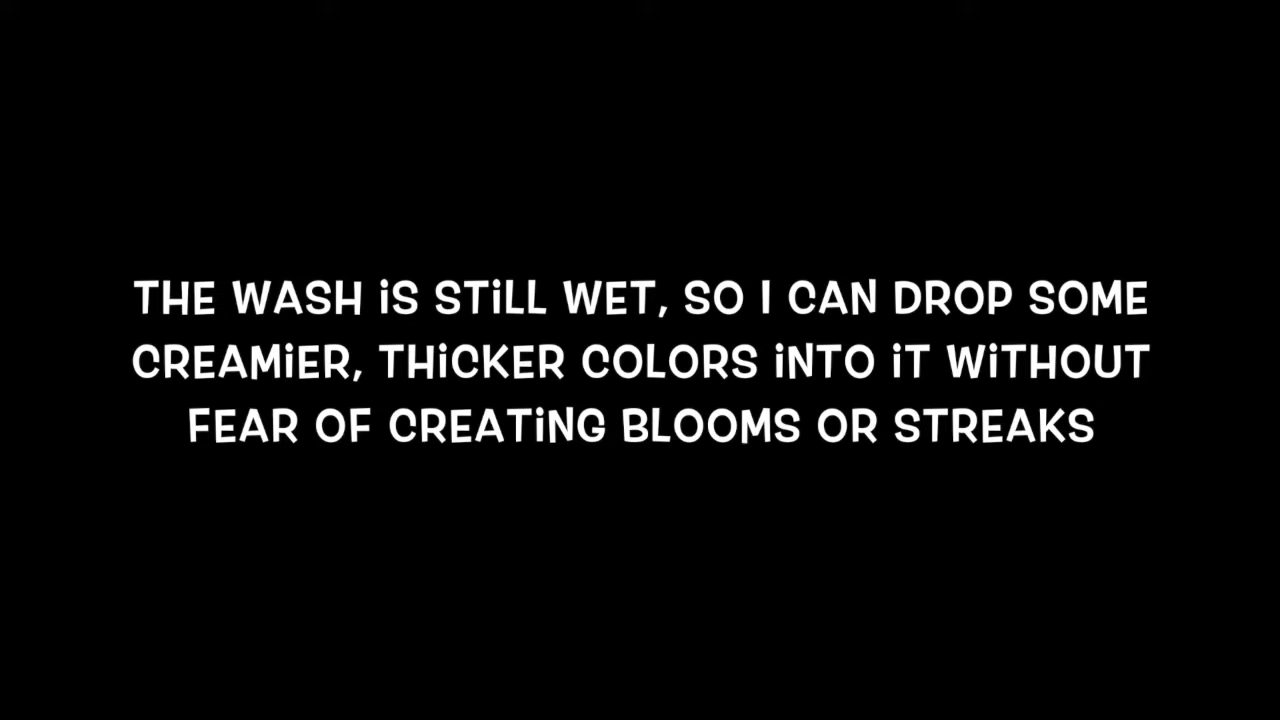 THE WASH iS STiLL WET, SO I CAN DROP SOME
CREAMiER, THiCKER COLORS iNTO iT WiTHOUT
FEAR OF CREATiNG BLOOMS OR STREAKS